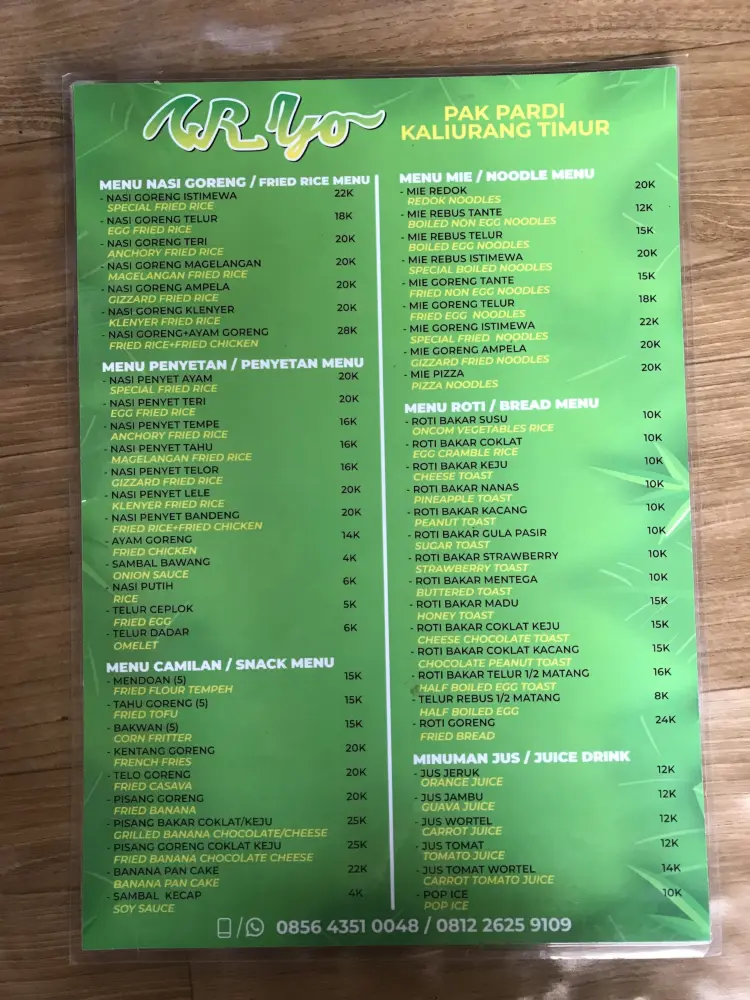 WR Yo
PAK PARDI
KALIURANG TIMUR
MENU NASI GORENG / FRIED RICE MENU
- NASI GORENG ISTIMEWA 22K
SPECIAL FRIED RICE
- NASI GORENG TELUR 18K
EGG FRIED RICE
- NASI GORENG TERI 20K
ANCHORY FRIED RICE
- NASI GORENG MAGELANGAN 20K
MAGELANGAN FRIED RICE
- NASI GORENG AMPELA 20K
GIZZARD FRIED RICE
- NASI GORENG KLENYER 20K
KLENYER FRIED RICE
- NASI GORENG+AYAM GORENG 28K
FRIED RICE+FRIED CHICKEN
MENU PENYETAN / PENYETAN MENU
- NASI PENYET AYAM 20K
SPECIAL FRIED RICE
- NASI PENYET TERI 20K
EGG FRIED RICE
- NASI PENYET TEMPE 16K
ANCHORY FRIED RICE
- NASI PENYET TAHU 16K
MAGELANGAN FRIED RICE
- NASI PENYET TELOR 16K
GIZZARD FRIED RICE
- NASI PENYET LELE 20K
KLENYER FRIED RICE
- NASI PENYET BANDENG 20K
FRIED RICE+FRIED CHICKEN
- AYAM GORENG 14K
FRIED CHICKEN
- SAMBAL BAWANG 4K
ONION SAUCE
- NASI PUTIH 6K
RICE
- TELUR CEPLOK 5K
FRIED EGG
- TELUR DADAR 6K
OMELET
MENU CAMILAN / SNACK MENU
- MENDOAN (5) 15K
FRIED FLOUR TEMPEH
- TAHU GORENG (5) 15K
FRIED TOFU
- BAKWAN (5) 15K
CORN FRITTER
- KENTANG GORENG 20K
FRENCH FRIES
- TELO GORENG 20K
FRIED CASAVA
- PISANG GORENG 20K
FRIED BANANA
- PISANG BAKAR COKLAT/KEJU 25K
GRILLED BANANA CHOCOLATE/CHEESE
- PISANG GORENG COKLAT KEJU 25K
FRIED BANANA CHOCOLATE CHEESE
- BANANA PAN CAKE 22K
BANANA PAN CAKE
- SAMBAL KECAP 4K
SOY SAUCE
MENU MIE / NOODLE MENU
- MIE REDOK 20K
REDOK NOODLES
- MIE REBUS TANTE 12K
BOILED NON EGG NOODLES
- MIE REBUS TELUR 15K
BOILED EGG NOODLES
- MIE REBUS ISTIMEWA 20K
SPECIAL BOILED NOODLES
- MIE GORENG TANTE 15K
FRIED NON EGG NOODLES
- MIE GORENG TELUR 18K
FRIED EGG NOODLES
- MIE GORENG ISTIMEWA 22K
SPECIAL FRIED NOODLES
- MIE GORENG AMPELA 20K
GIZZARD FRIED NOODLES
- MIE PIZZA 20K
PIZZA NOODLES
MENU ROTI / BREAD MENU
- ROTI BAKAR SUSU 10K
ONCOM VEGETABLES RICE
- ROTI BAKAR COKLAT 10K
EGG CRAMBLE RICE
- ROTI BAKAR KEJU 10K
CHEESE TOAST
- ROTI BAKAR NANAS 10K
PINEAPPLE TOAST
- ROTI BAKAR KACANG 10K
PEANUT TOAST
- ROTI BAKAR GULA PASIR 10K
SUGAR TOAST
- ROTI BAKAR STRAWBERRY 10K
STRAWBERRY TOAST
- ROTI BAKAR MENTEGA 10K
BUTTERED TOAST
- ROTI BAKAR MADU 15K
HONEY TOAST
- ROTI BAKAR COKLAT KEJU 15K
CHEESE CHOCOLATE TOAST
- ROTI BAKAR COKLAT KACANG 15K
CHOCOLATE PEANUT TOAST
- ROTI BAKAR TELUR 1/2 MATANG 16K
HALF BOILED EGG TOAST
- TELUR REBUS 1/2 MATANG 8K
HALF BOILED EGG
- ROTI GORENG 24K
FRIED BREAD
MINUMAN JUS / JUICE DRINK
- JUS JERUK 12K
ORANGE JUICE
- JUS JAMBU 12K
GUAVA JUICE
- JUS WORTEL 12K
CARROT JUICE
- JUS TOMAT 12K
TOMATO JUICE
- JUS TOMAT WORTEL 14K
CARROT TOMATO JUICE
- POP ICE 10K
POP ICE
/ 0856 4351 0048 / 0812 2625 9109